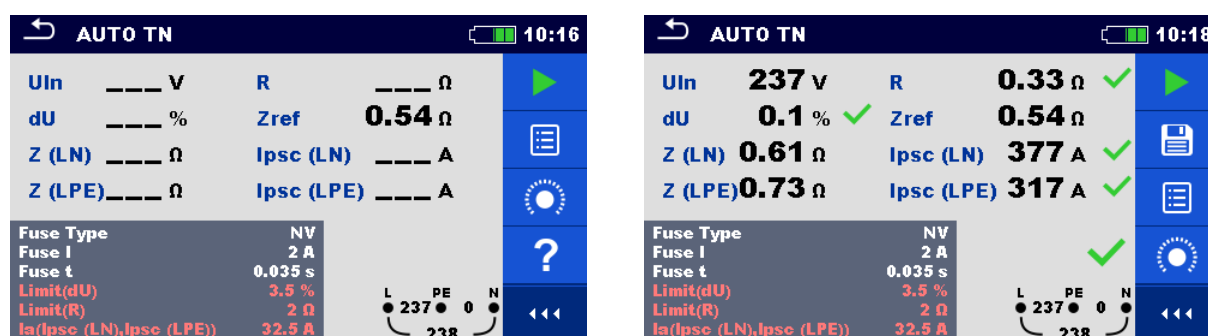 AUTO TN 10:16
Uln ___ V R ___ Ω
dU ___ % Zref 0.54 Ω
Z (LN) ___ Ω Ipsc (LN) ___ A
Z (LPE) ___ Ω Ipsc (LPE) ___ A
Fuse Type NV
Fuse I 2 A
Fuse t 0.035 s
Limit(dU) 3.5 %
Limit(R) 2 Ω
Ia(Ipsc (LN),Ipsc (LPE)) 32.5 A
?
L PE N
237 0
238
AUTO TN 10:18
Uln 237 V R 0.33 Ω
dU 0.1 % Zref 0.54 Ω
Z (LN) 0.61 Ω Ipsc (LN) 377 A
Z (LPE) 0.73 Ω Ipsc (LPE) 317 A
Fuse Type NV
Fuse I 2 A
Fuse t 0.035 s
Limit(dU) 3.5 %
Limit(R) 2 Ω
Ia(Ipsc (LN),Ipsc (LPE)) 32.5 A
L PE N
237 0
238